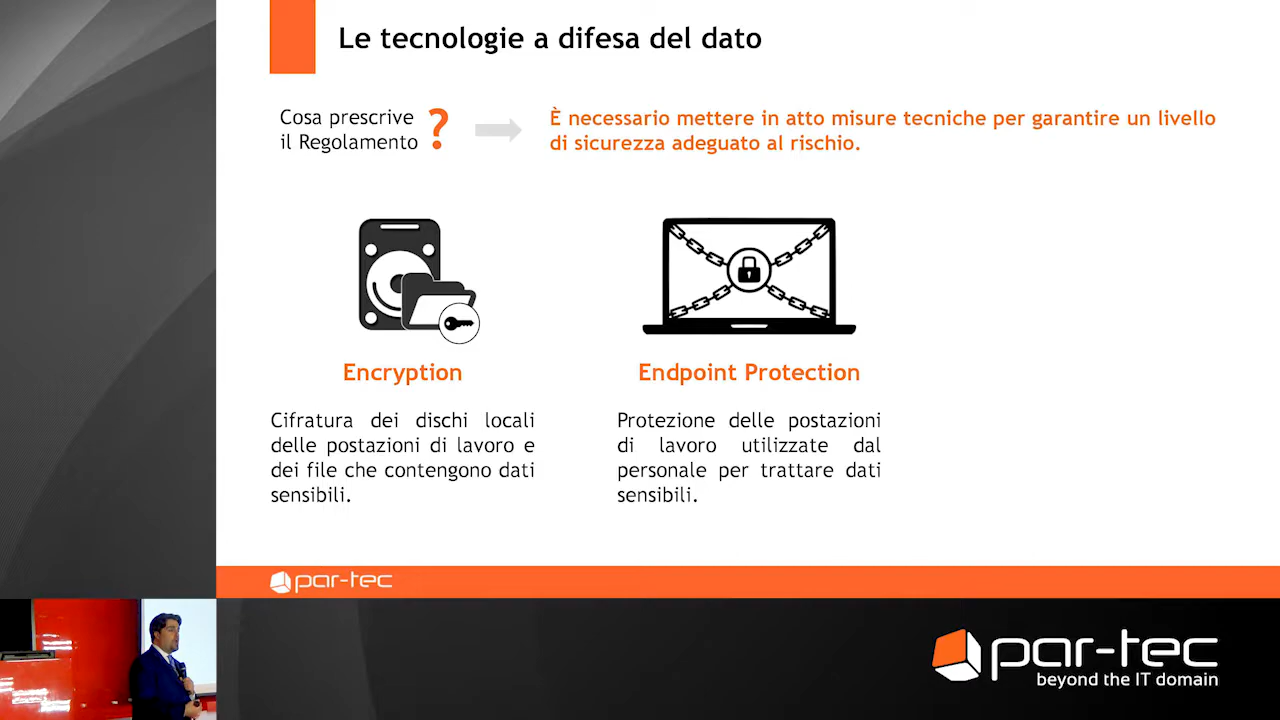 Le tecnologie a difesa del dato
Cosa prescrive
il Regolamento
?
È necessario mettere in atto misure tecniche per garantire un livello
di sicurezza adeguato al rischio.
Encryption
Cifratura dei dischi locali
delle postazioni di lavoro e
dei file che contengono dati
sensibili.
Endpoint Protection
Protezione delle postazioni
di lavoro utilizzate dal
personale per trattare dati
sensibili.
par-tec
par-tec
beyond the IT domain